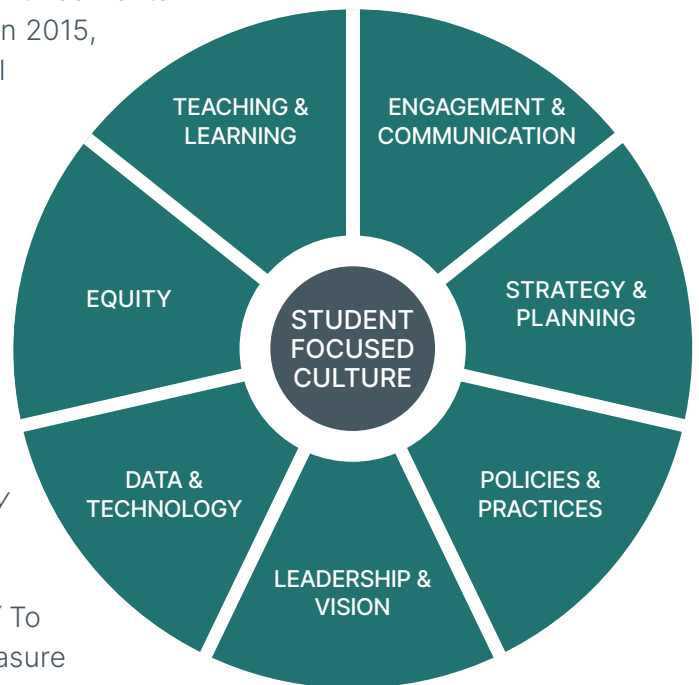 n 2015,
TEACHING &
LEARNING
ENGAGEMENT &
COMMUNICATION
EQUITY
STRATEGY &
PLANNING
STUDENT
FOCUSED
CULTURE
DATA &
TECHNOLOGY
POLICIES &
PRACTICES
LEADERSHIP &
VISION
To
asure